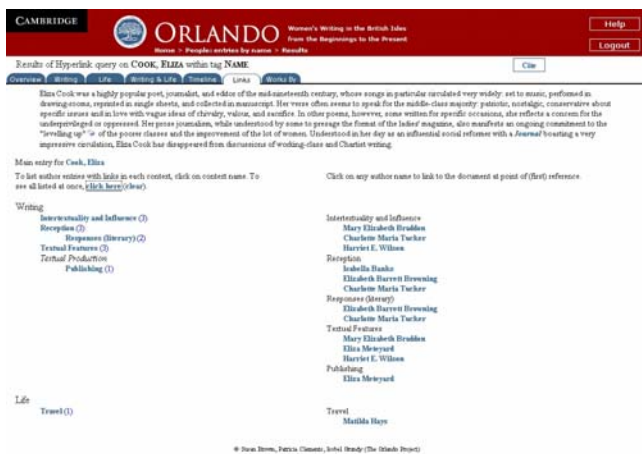 CAMBRIDGE
ORLANDO
Women's Writing in the British Isles
from the Beginnings to the Present
Home > People: entries by name > Results
Help
Logout
Results of Hyperlink query on COOK, ELIZA within tag NAME
Cite
Overview Writing Life Writing & Life Timeline Links Works By
Eliza Cook was a highly popular poet, journalist, and editor of the mid-nineteenth century, whose songs in particular circulated very widely: set to music, performed in
drawing-rooms, reprinted in single sheets, and collected in manuscript. Her verse often seems to speak for the middle-class majority: patriotic, nostalgic, conservative about
specific issues and in love with vague ideas of chivalry, valour, and sacrifice. In other poems, however, some written for specific occasions, she reflects a concern for the
underprivileged or oppressed. Her prose journalism, while understood by some to presage the format of the ladies' magazine, also manifests an ongoing commitment to the
"levelling up" of the poorer classes and the improvement of the lot of women. Understood in her day as an influential social reformer with a Journal boasting a very
impressive circulation, Eliza Cook has disappeared from discussions of working-class and Chartist writing.
Main entry for Cook, Eliza
To list author entries with links in each context, click on context name. To
see all listed at once, click here (clear).
Click on any author name to link to the document at point of (first) reference.
Writing
Intertextuality and Influence (3)
Reception (3)
Responses (literary) (2)
Textual Features (3)
Textual Production
Publishing (1)
Intertextuality and Influence
Mary Elizabeth Braddon
Charlotte Maria Tucker
Harriet E. Wilson
Reception
Isabella Banks
Elizabeth Barrett Browning
Charlotte Maria Tucker
Responses (literary)
Elizabeth Barrett Browning
Charlotte Maria Tucker
Textual Features
Mary Elizabeth Braddon
Eliza Meteyard
Harriet E. Wilson
Publishing
Eliza Meteyard
Life
Travel (1)
Travel
Matilda Hays
© Susan Brown, Patricia Clements, Isobel Grundy (The Orlando Project)